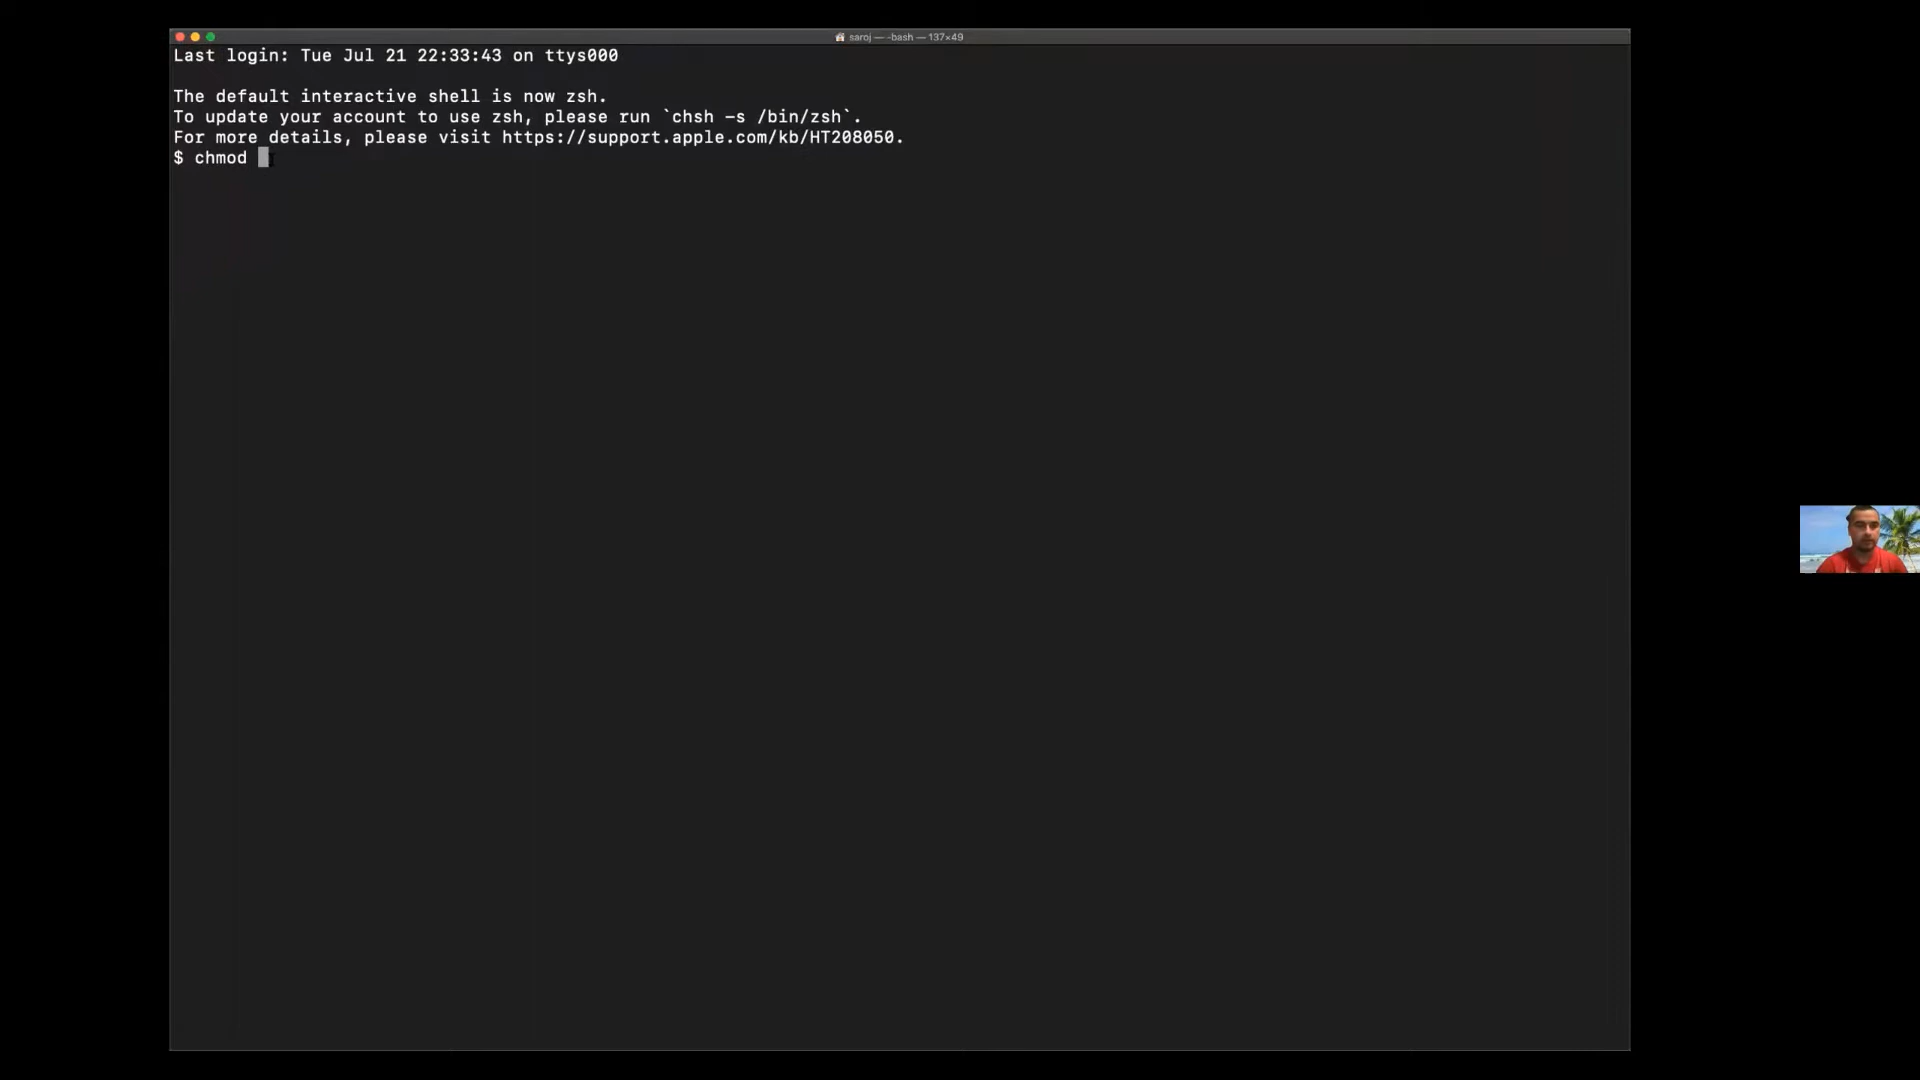 saroj — -bash — 137×49
Last login: Tue Jul 21 22:33:43 on ttys000
The default interactive shell is now zsh.
To update your account to use zsh, please run `chsh -s /bin/zsh`.
For more details, please visit https://support.apple.com/kb/HT208050.
$ chmod